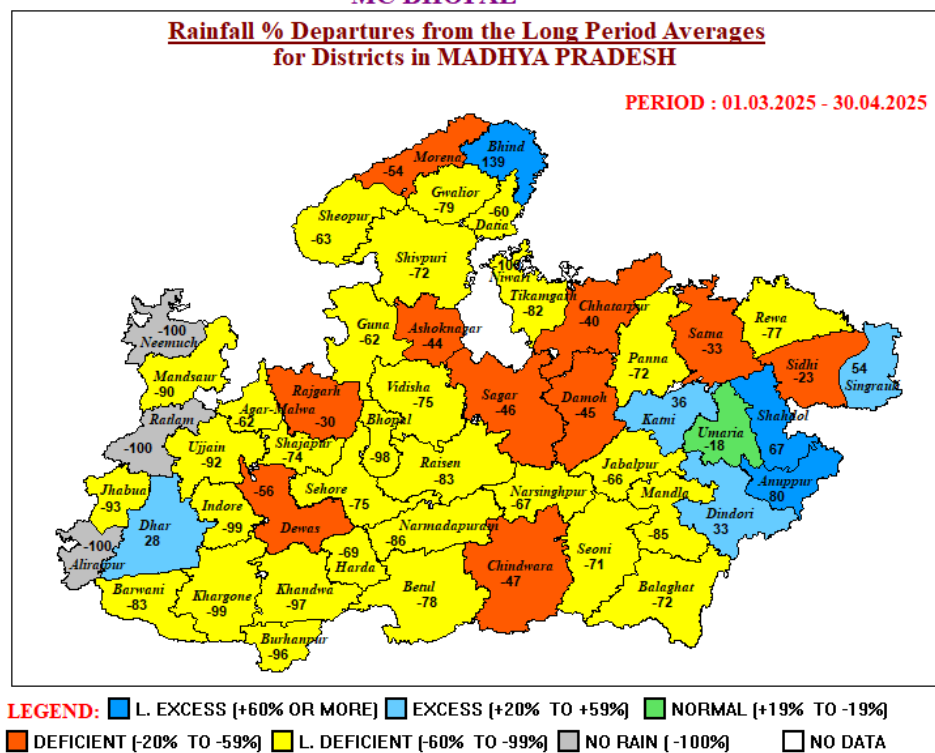 MC BHOPAL
Rainfall % Departures from the Long Period Averages
for Districts in MADHYA PRADESH
PERIOD : 01.03.2025 - 30.04.2025
Bhind
139
Morena
-54
Gwalior
-79
-60
Datia
Sheopur
-63
Shivpuri
-72
-100
Niwari
Tikamgarh
-82
Chhatarpur
-40
Rewa
-77
Satna
-33
Panna
-72
Sidhi
-23
54
Singrauli
Guna
-62
Ashoknagar
-44
-100
Neemuch
Mandsaur
-90
Rajgarh
-30
Vidisha
-75
Sagar
-46
Damoh
-45
36
Katni
Umaria
-18
Shahdol
67
Anuppur
80
Ratlam
-100
Agar-Malwa
-62
Bhopal
-98
Ujjain
-92
Shajapur
-74
Raisen
-83
Jabalpur
-66
Mandla
-85
Dindori
33
Jhabua
-93
Dhar
28
Indore
-99
-56
Dewas
Sehore
-75
Narsinghpur
-67
Narmadapuram
-86
-100
Alirajpur
-69
Harda
Chindwara
-47
Seoni
-71
Balaghat
-72
Barwani
-83
Khargone
-99
Khandwa
-97
Betul
-78
Burhanpur
-96
LEGEND: L. EXCESS (+60% OR MORE) EXCESS (+20% TO +59%) NORMAL (+19% TO -19%)
DEFICIENT (-20% TO -59%) L. DEFICIENT (-60% TO -99%) NO RAIN ( -100%) NO DATA